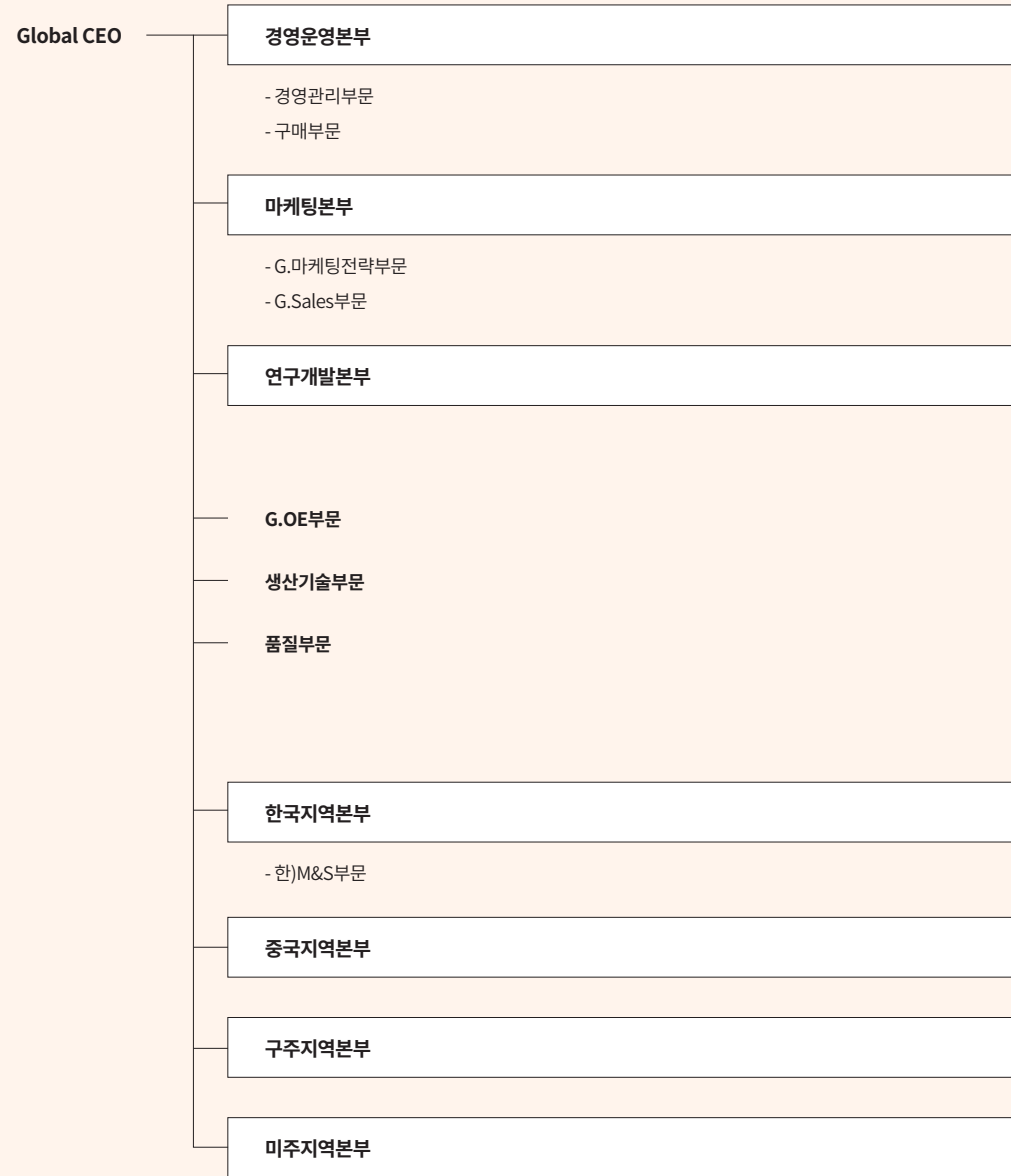 Global CEO
경영운영본부
- 경영관리부문
- 구매부문
마케팅본부
- G.마케팅전략부문
- G.Sales부문
연구개발본부
G.OE부문
생산기술부문
품질부문
한국지역본부
- 한)M&S부문
중국지역본부
구주지역본부
미주지역본부